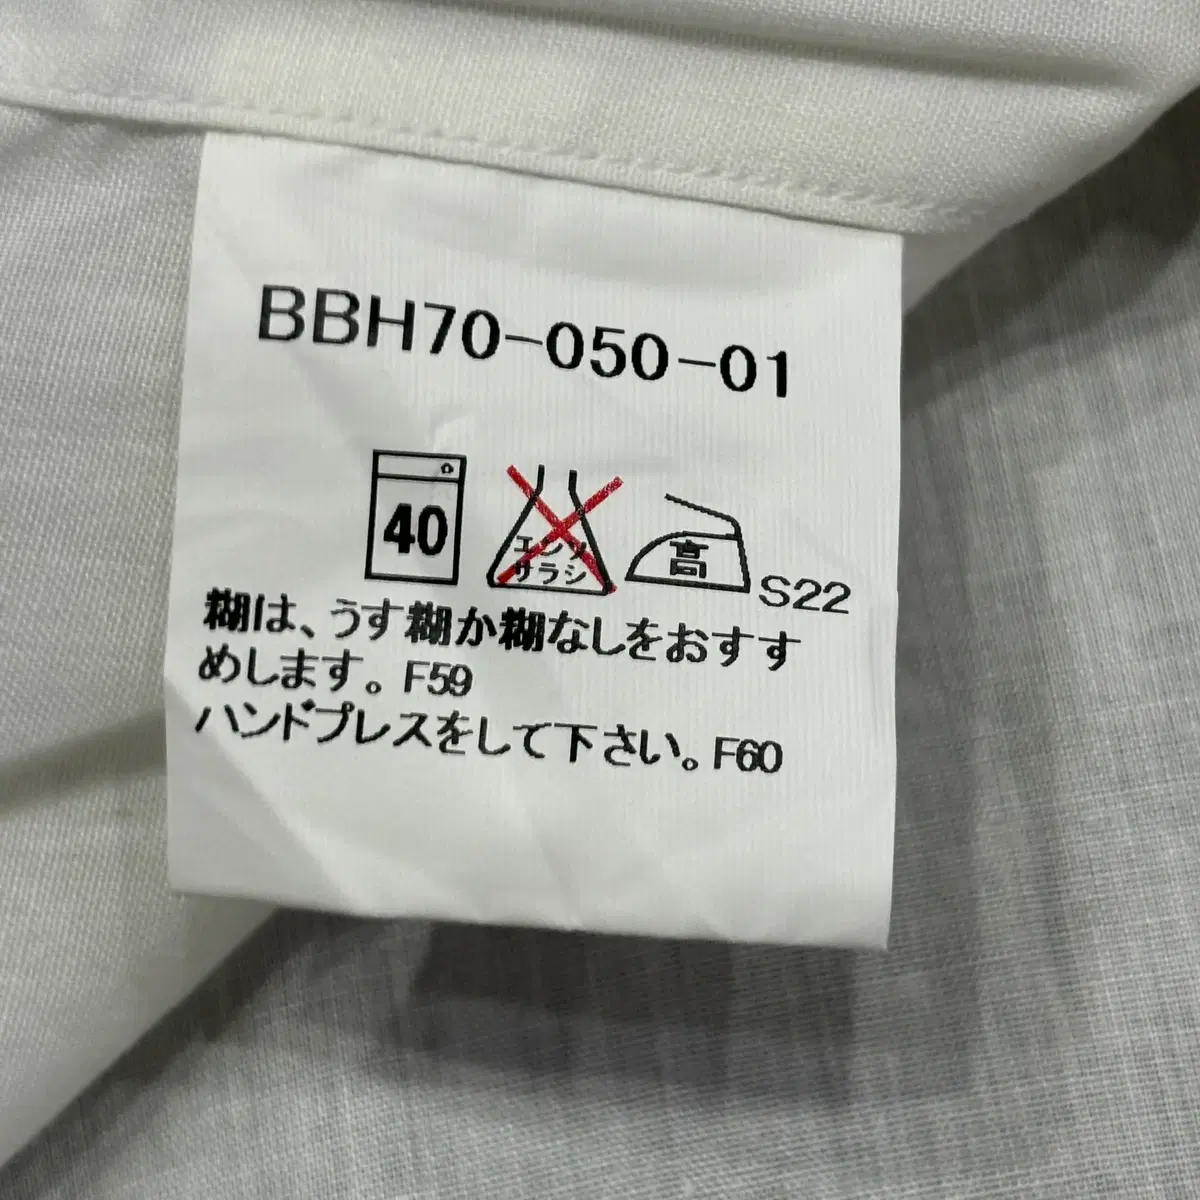 BBH70-050-01
40
エンソ
サラシ
高
S22
糊は、うす糊か糊なしをおすす
めします。F59
ハンドプレスをして下さい。F60